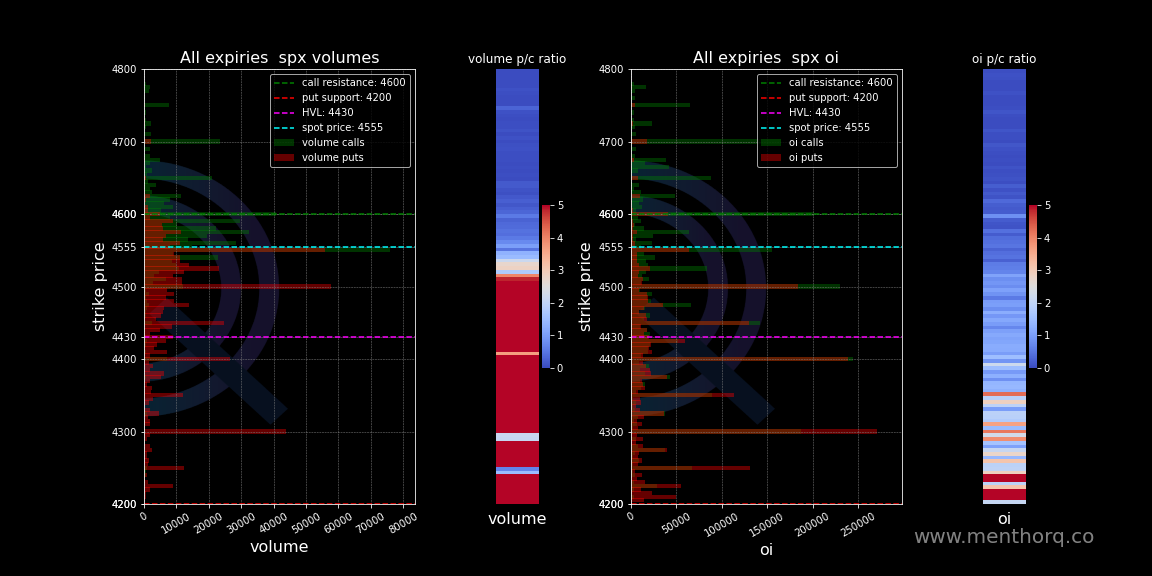 All expiries  spx volumes
volume p/c ratio
All expiries  spx oi
oi p/c ratio
4800
4700
4600
4555
4500
4430
4400
4300
4200
strike price
call resistance: 4600
put support: 4200
HVL: 4430
spot price: 4555
volume calls
volume puts
0
10000
20000
30000
40000
50000
60000
70000
80000
volume
5
4
3
2
1
0
volume
4800
4700
4600
4555
4500
4430
4400
4300
4200
strike price
call resistance: 4600
put support: 4200
HVL: 4430
spot price: 4555
oi calls
oi puts
0
50000
100000
150000
200000
250000
oi
5
4
3
2
1
0
oi
www.menthorq.co